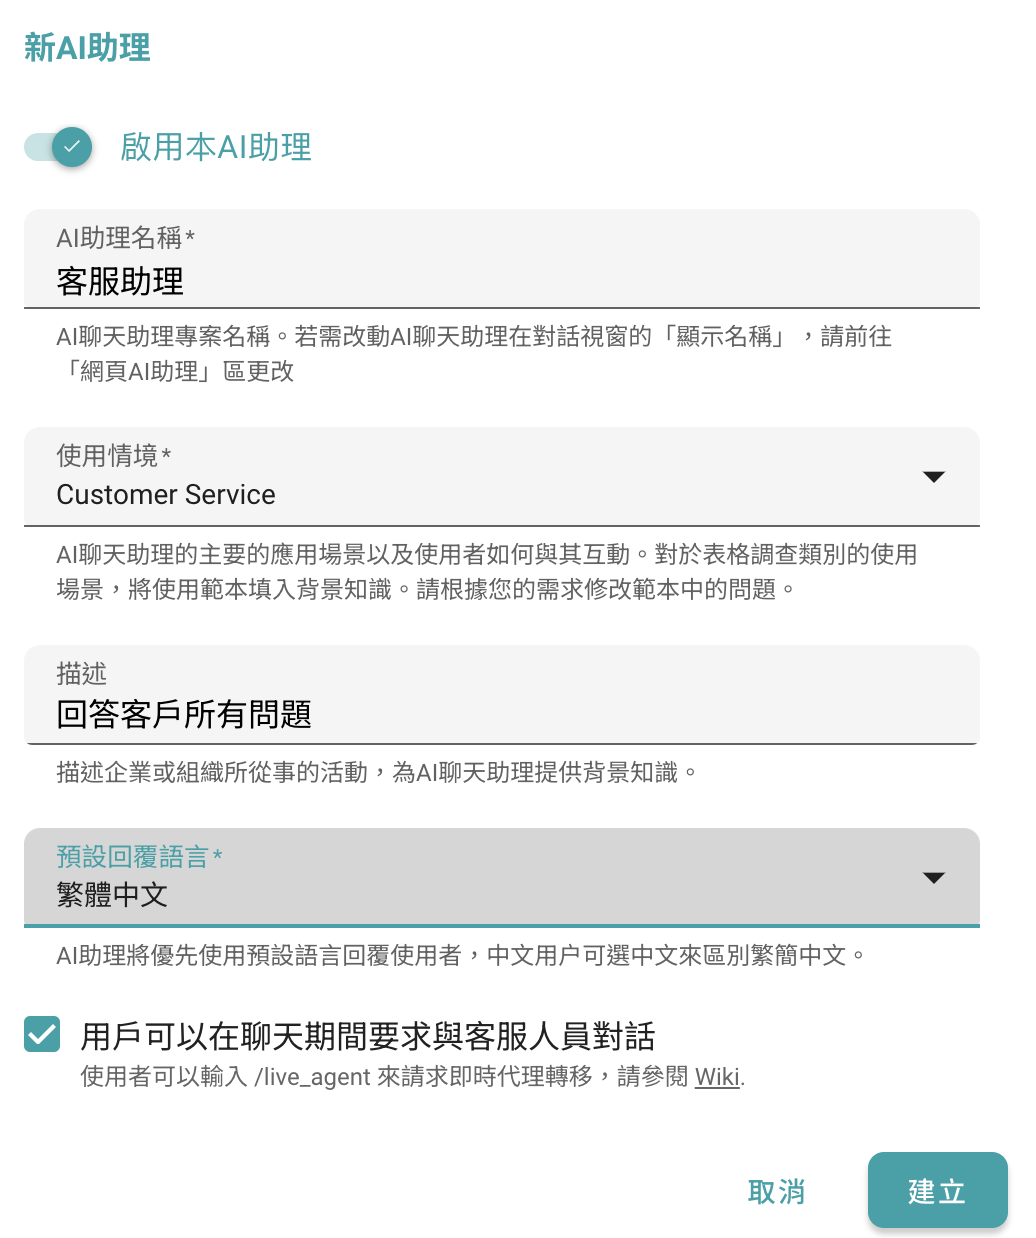 新AI助理
啟用本AI助理
AI助理名稱*
客服助理
AI聊天助理專案名稱。若需改動AI聊天助理在對話視窗的「顯示名稱」，請前往
「網頁AI助理」區更改
使用情境*
Customer Service
AI聊天助理的主要的應用場景以及使用者如何與其互動。對於表格調查類別的使用
場景，將使用範本填入背景知識。請根據您的需求修改範本中的問題。
描述
回答客戶所有問題
描述企業或組織所從事的活動，為AI聊天助理提供背景知識。
預設回覆語言*
繁體中文
AI助理將優先使用預設語言回覆使用者，中文用户可選中文來區別繁簡中文。
用戶可以在聊天期間要求與客服人員對話
使用者可以輸入 /live_agent 來請求即時代理轉移，請參閱 Wiki.
取消
建立